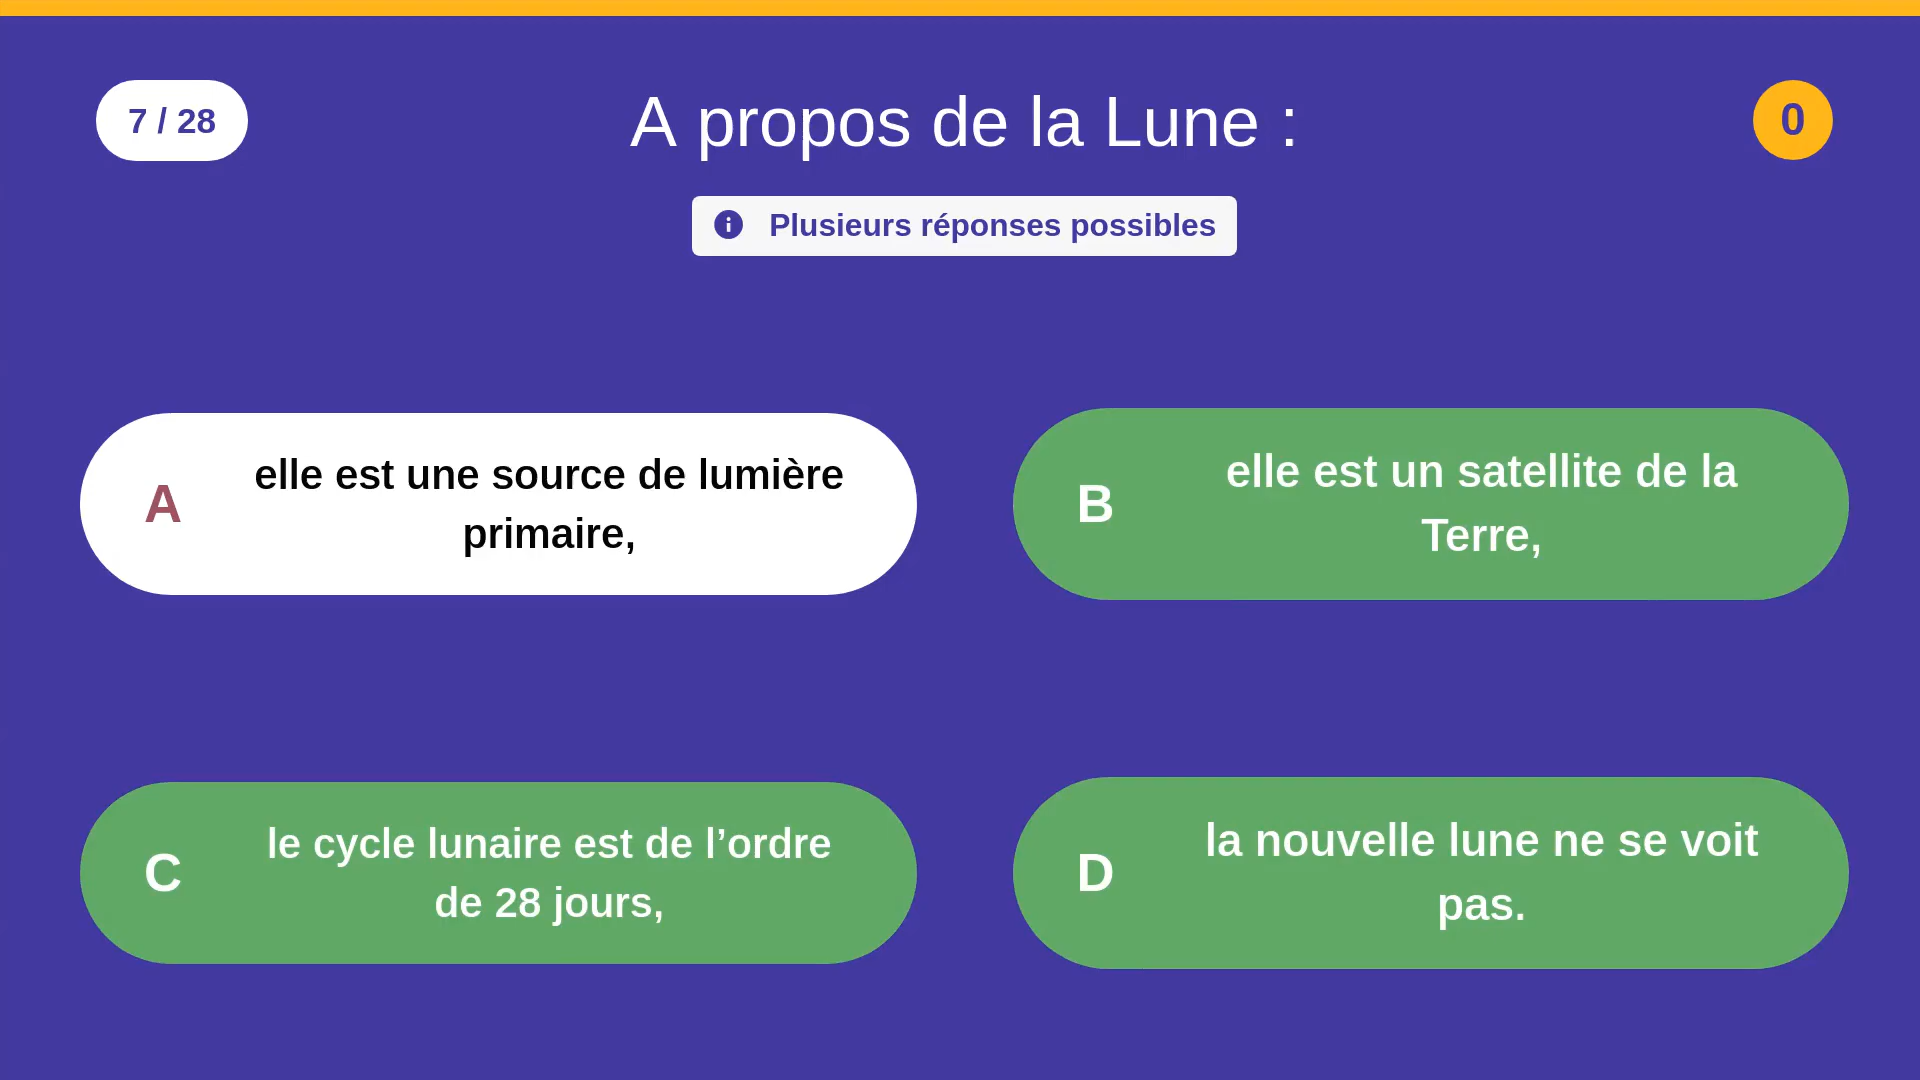 7 / 28
A propos de la Lune :
0
Plusieurs réponses possibles
A
elle est une source de lumière
primaire,
B
elle est un satellite de la
Terre,
C
le cycle lunaire est de l’ordre
de 28 jours,
D
la nouvelle lune ne se voit
pas.